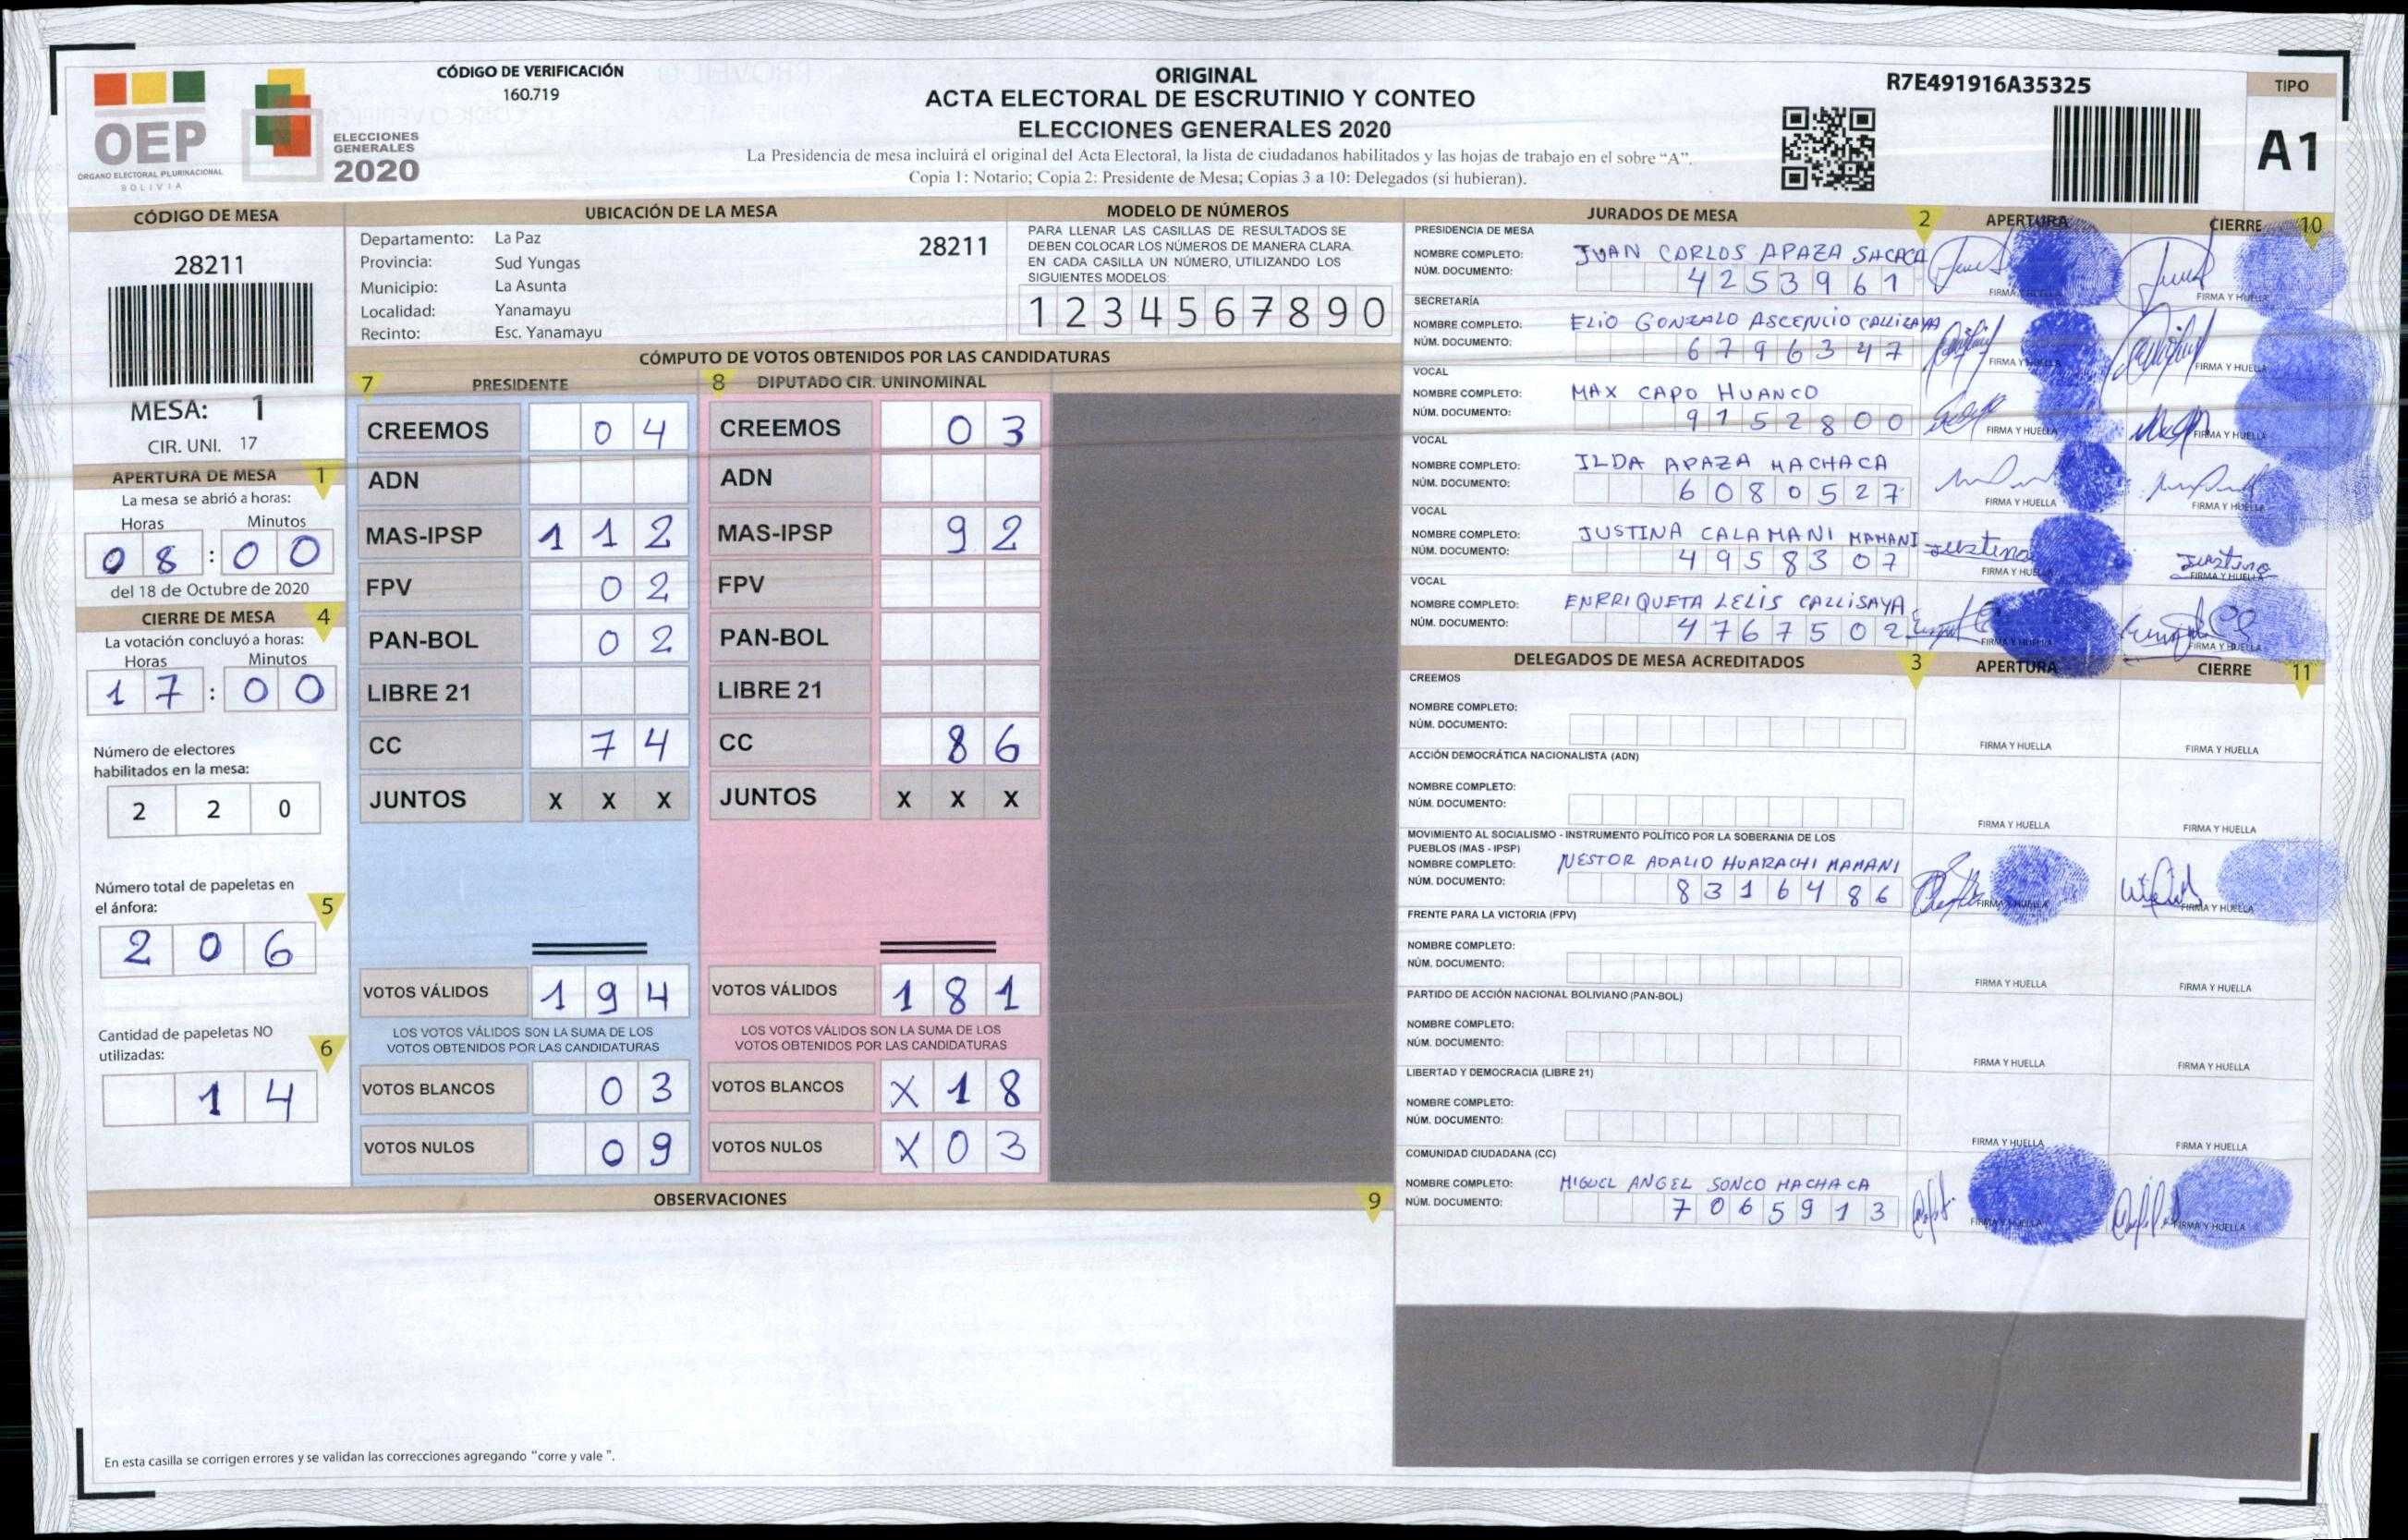 CÓDIGO DE VERIFICACIÓN
160.719
OEP
ÓRGANO ELECTORAL PLURINACIONAL
BOLIVIA
ELECCIONES
GENERALES
2020
ORIGINAL
ACTA ELECTORAL DE ESCRUTINIO Y CONTEO
ELECCIONES GENERALES 2020
La Presidencia de mesa incluirá el original del Acta Electoral, la lista de ciudadanos habilitados y las hojas de trabajo en el sobre “A”.
Copia 1: Notario; Copia 2: Presidente de Mesa; Copias 3 a 10: Delegados (si hubieran).
R7E491916A35325
TIPO
A1
CÓDIGO DE MESA
28211
MESA: 1
CIR. UNI. 17
APERTURA DE MESA 1
La mesa se abrió a horas:
Horas Minutos
08:00
del 18 de Octubre de 2020
CIERRE DE MESA 4
La votación concluyó a horas:
Horas Minutos
17:00
Número de electores
habilitados en la mesa:
220
Número total de papeletas en
el ánfora: 5
206
Cantidad de papeletas NO
utilizadas: 6
14
UBICACIÓN DE LA MESA
Departamento: La Paz 28211
Provincia: Sud Yungas
Municipio: La Asunta
Localidad: Yanamayu
Recinto: Esc. Yanamayu
MODELO DE NÚMEROS
PARA LLENAR LAS CASILLAS DE RESULTADOS SE
DEBEN COLOCAR LOS NÚMEROS DE MANERA CLARA.
EN CADA CASILLA UN NÚMERO, UTILIZANDO LOS
SIGUIENTES MODELOS:
1 2 3 4 5 6 7 8 9 0
CÓMPUTO DE VOTOS OBTENIDOS POR LAS CANDIDATURAS
7 PRESIDENTE 8 DIPUTADO CIR. UNINOMINAL
CREEMOS 04 CREEMOS 03
ADN ADN
MAS-IPSP 112 MAS-IPSP 92
FPV 02 FPV
PAN-BOL 02 PAN-BOL
LIBRE 21 LIBRE 21
CC 74 CC 86
JUNTOS X X X JUNTOS X X X
VOTOS VÁLIDOS 194 VOTOS VÁLIDOS 181
LOS VOTOS VÁLIDOS SON LA SUMA DE LOS LOS VOTOS VÁLIDOS SON LA SUMA DE LOS
VOTOS OBTENIDOS POR LAS CANDIDATURAS VOTOS OBTENIDOS POR LAS CANDIDATURAS
VOTOS BLANCOS 03 VOTOS BLANCOS X18
VOTOS NULOS 09 VOTOS NULOS X03
OBSERVACIONES 9
En esta casilla se corrigen errores y se validan las correcciones agregando “corre y vale ”.
JURADOS DE MESA 2 APERTURA CIERRE 10
PRESIDENCIA DE MESA
NOMBRE COMPLETO: JUAN CARLOS APAZA SACACA
NÚM. DOCUMENTO: 4253961
FIRMA Y HUELLA FIRMA Y HUELLA
SECRETARÍA
NOMBRE COMPLETO: ELIO GONZALO ASCENCIO CALLIZAYA
NÚM. DOCUMENTO: 6796347
FIRMA Y HUELLA FIRMA Y HUELLA
VOCAL
NOMBRE COMPLETO: MAX CAPO HUANCO
NÚM. DOCUMENTO: 9152800
FIRMA Y HUELLA FIRMA Y HUELLA
VOCAL
NOMBRE COMPLETO: ILDA APAZA MACHACA
NÚM. DOCUMENTO: 6080527
FIRMA Y HUELLA FIRMA Y HUELLA
VOCAL
NOMBRE COMPLETO: JUSTINA CALAMANI MAMANI Justina Justina
NÚM. DOCUMENTO: 4958307
FIRMA Y HUELLA FIRMA Y HUELLA
VOCAL
NOMBRE COMPLETO: ENRRIQUETA LELIS CALLISAYA
NÚM. DOCUMENTO: 4767502
FIRMA Y HUELLA FIRMA Y HUELLA
DELEGADOS DE MESA ACREDITADOS 3 APERTURA CIERRE 11
CREEMOS
NOMBRE COMPLETO:
NÚM. DOCUMENTO:
FIRMA Y HUELLA FIRMA Y HUELLA
ACCIÓN DEMOCRÁTICA NACIONALISTA (ADN)
NOMBRE COMPLETO:
NÚM. DOCUMENTO:
FIRMA Y HUELLA FIRMA Y HUELLA
MOVIMIENTO AL SOCIALISMO - INSTRUMENTO POLÍTICO POR LA SOBERANIA DE LOS
PUEBLOS (MAS - IPSP)
NOMBRE COMPLETO: NESTOR ADALID HUARACHI MAMANI
NÚM. DOCUMENTO: 8316486
FIRMA Y HUELLA FIRMA Y HUELLA
FRENTE PARA LA VICTORIA (FPV)
NOMBRE COMPLETO:
NÚM. DOCUMENTO:
FIRMA Y HUELLA FIRMA Y HUELLA
PARTIDO DE ACCIÓN NACIONAL BOLIVIANO (PAN-BOL)
NOMBRE COMPLETO:
NÚM. DOCUMENTO:
FIRMA Y HUELLA FIRMA Y HUELLA
LIBERTAD Y DEMOCRACIA (LIBRE 21)
NOMBRE COMPLETO:
NÚM. DOCUMENTO:
FIRMA Y HUELLA FIRMA Y HUELLA
COMUNIDAD CIUDADANA (CC)
NOMBRE COMPLETO: MIGUEL ANGEL SONCO MACHACA
NÚM. DOCUMENTO: 7065913
FIRMA Y HUELLA FIRMA Y HUELLA